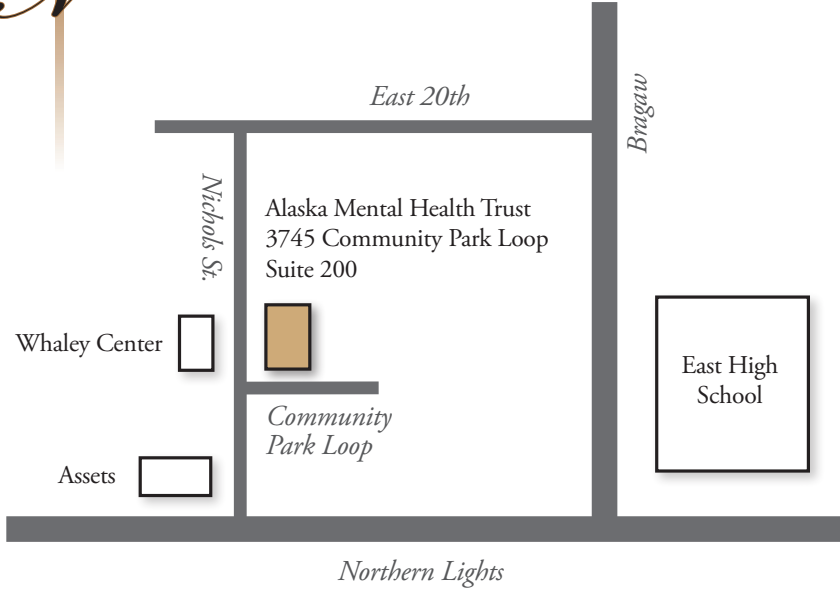 East 20th
Bragaw
Nichols St.
Alaska Mental Health Trust
3745 Community Park Loop
Suite 200
Whaley Center
East High
School
Community
Park Loop
Assets
Northern Lights